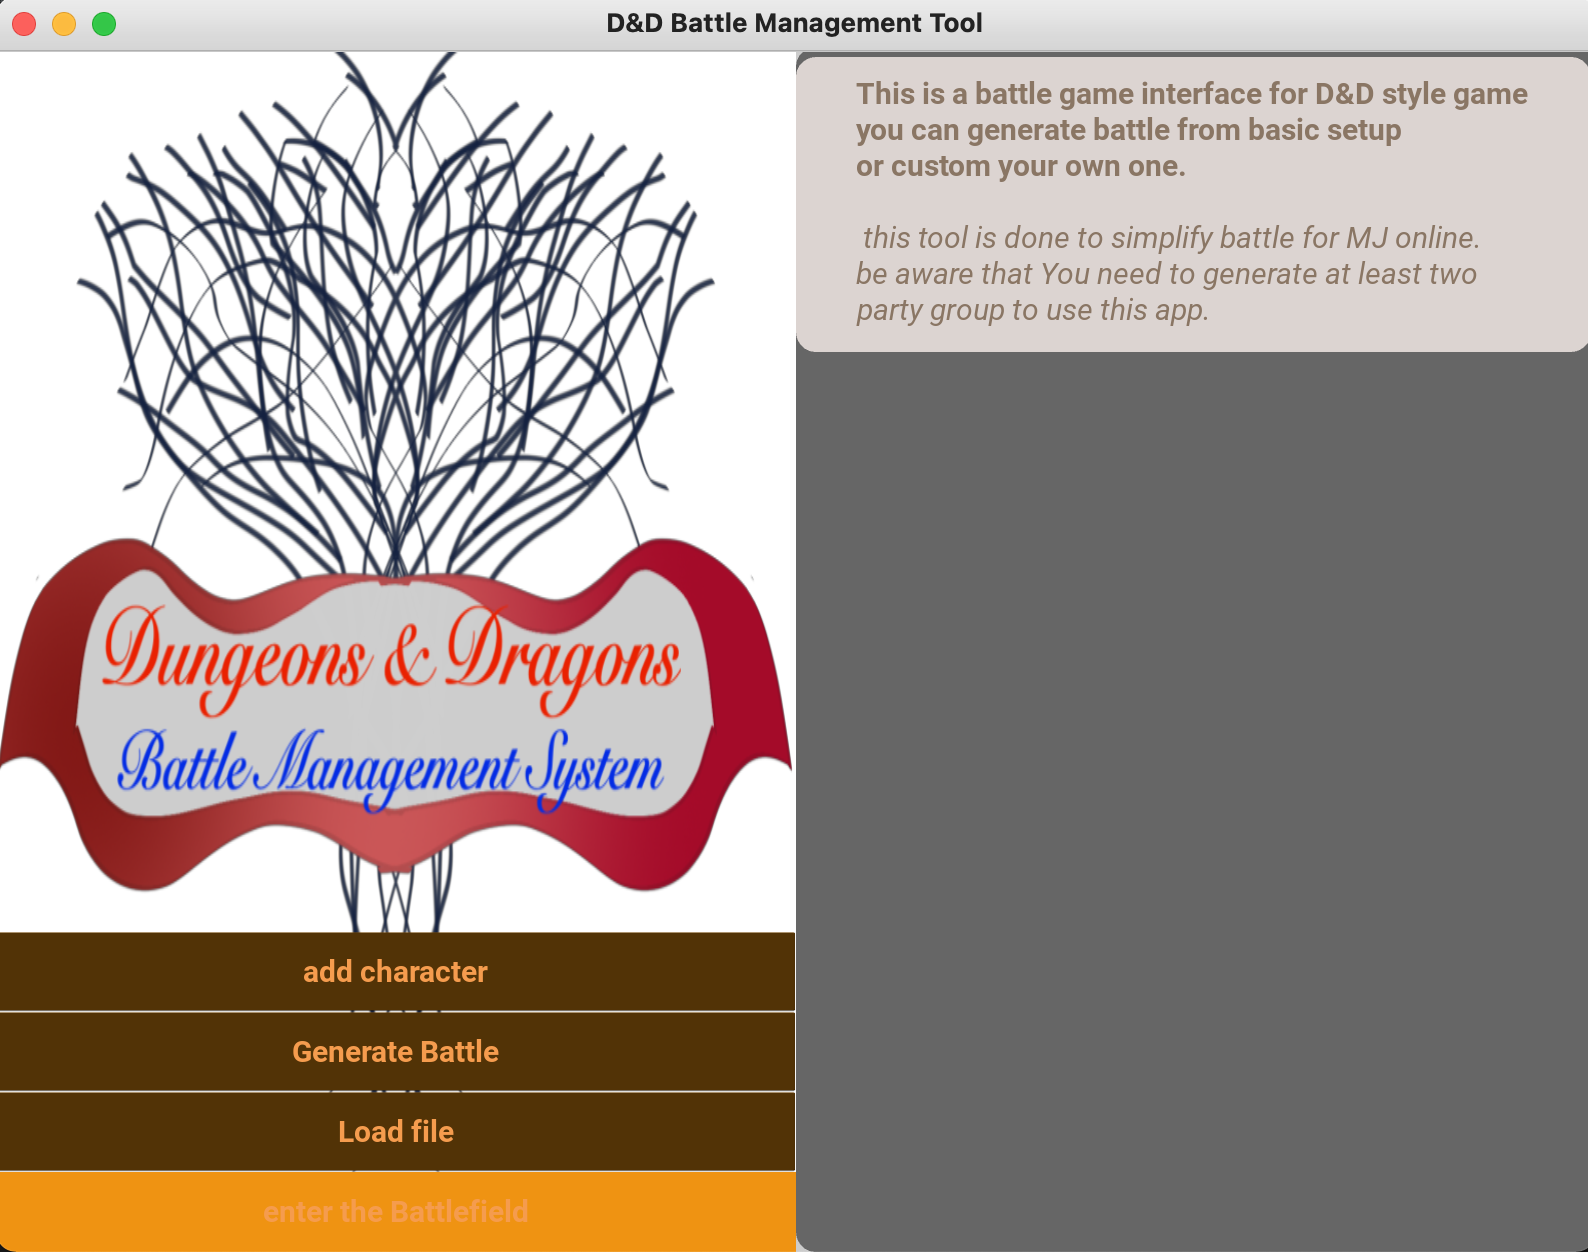 D&D Battle Management Tool
This is a battle game interface for D&D style game
you can generate battle from basic setup
or custom your own one.
this tool is done to simplify battle for MJ online.
be aware that You need to generate at least two
party group to use this app.
Dungeons & Dragons
Battle Management System
add character
Generate Battle
Load file
enter the Battlefield